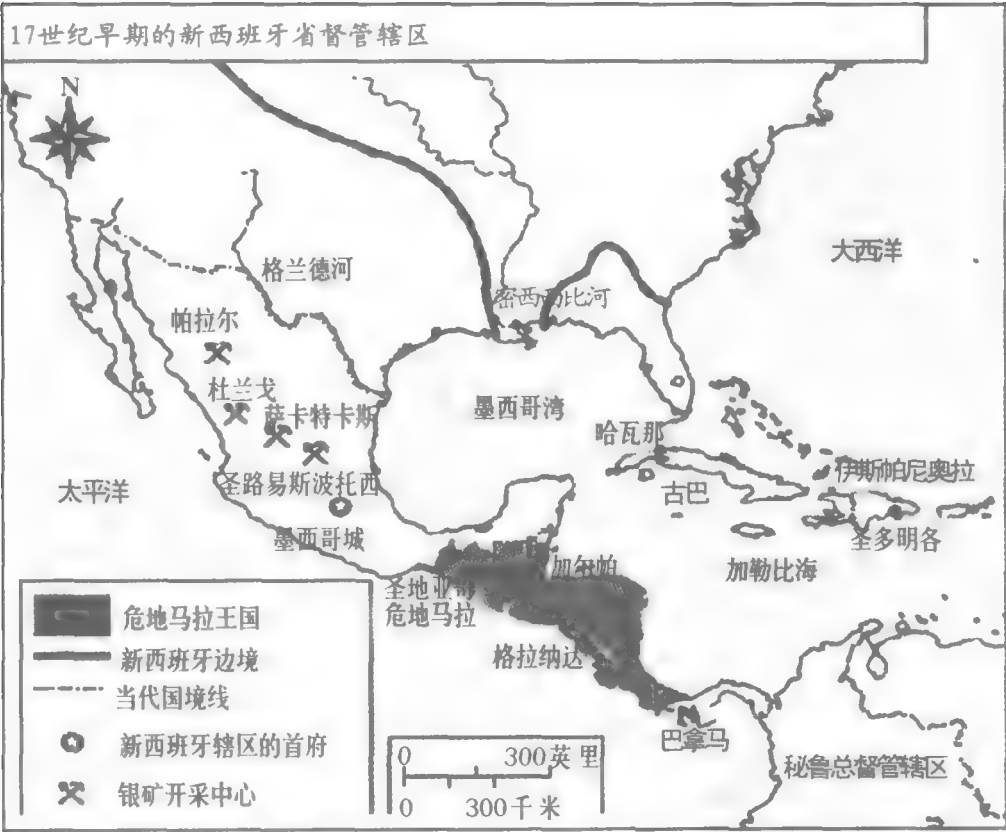 17世纪早期的新西班牙省督管辖区
N
大西洋
格兰德河
密西西比河
帕拉尔
杜兰戈
萨卡特卡斯
墨西哥湾
哈瓦那
伊斯帕尼奥拉
太平洋
圣路易斯波托西
古巴
墨西哥城
圣多明各
加勒比海
圣地亚哥
危地马拉
格拉纳达
巴拿马
秘鲁总督管辖区
危地马拉王国
新西班牙边境
当代国境线
新西班牙辖区的首府
银矿开采中心
0 300英里
0 300千米